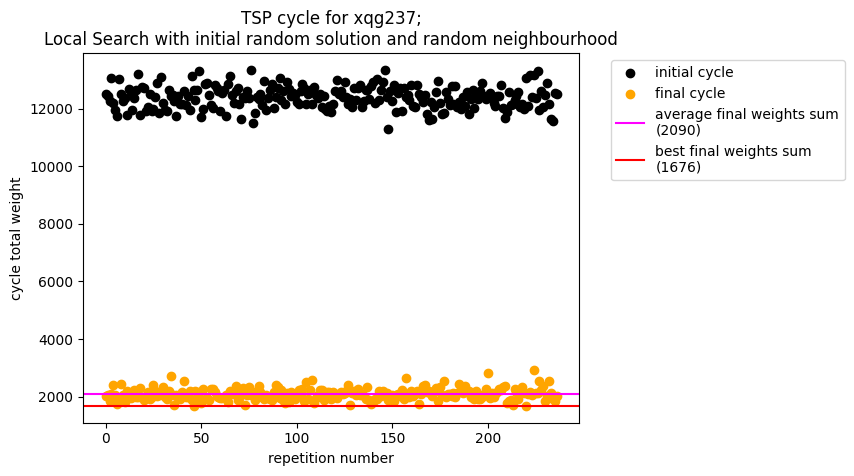 TSP cycle for xqg237;
Local Search with initial random solution and random neighbourhood
initial cycle
final cycle
average final weights sum
(2090)
best final weights sum
(1676)
cycle total weight
12000
10000
8000
6000
4000
2000
0
50
100
150
200
repetition number